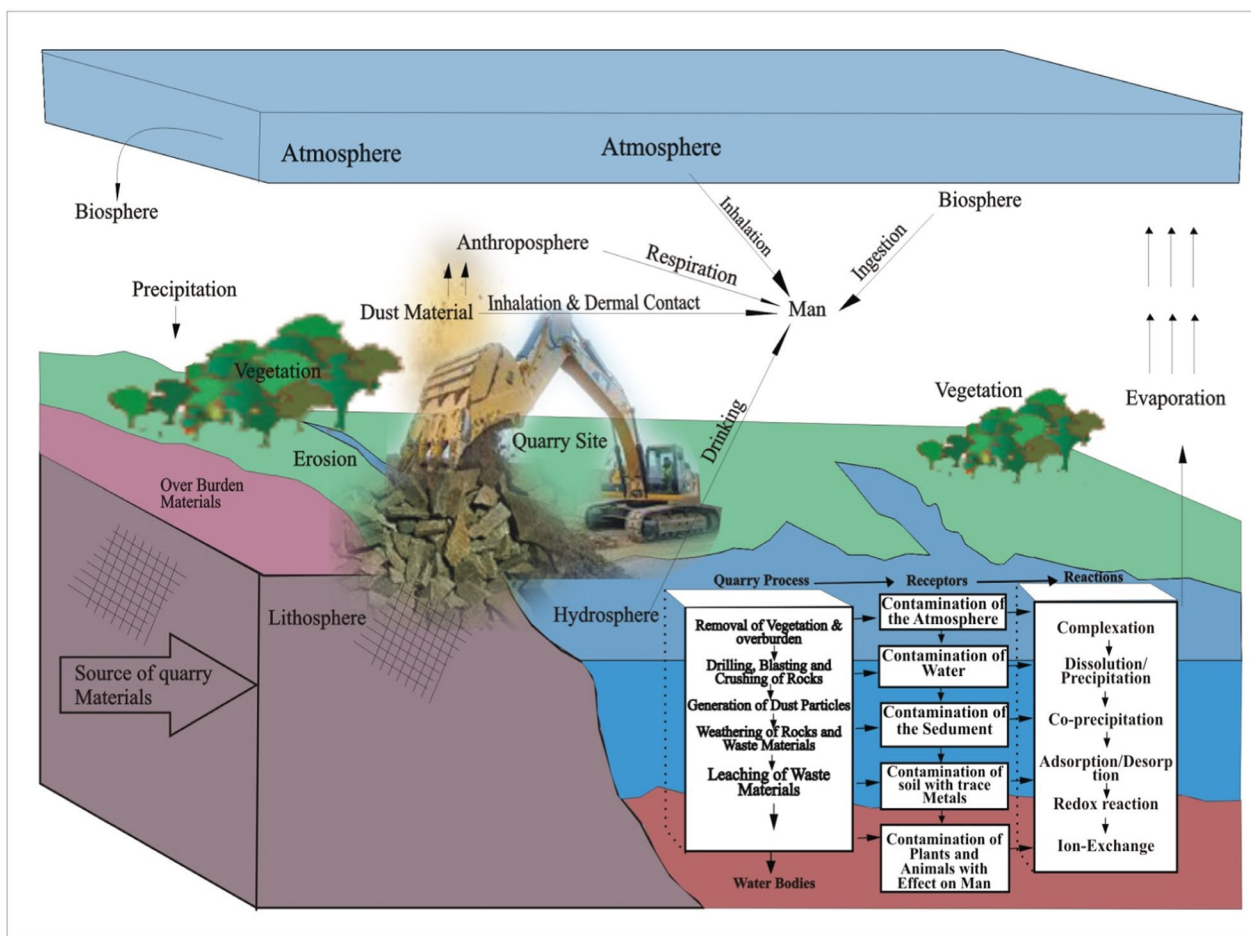 Atmosphere
Atmosphere
Biosphere
Biosphere
Inhalation
Ingestion
Anthroposphere
Respiration
Precipitation
Dust Material
Inhalation & Dermal Contact
Man
Vegetation
Vegetation
Evaporation
Drinking
Quarry Site
Erosion
Over Burden
Materials
Lithosphere
Hydrosphere
Source of quarry
Materials
Quarry Process
Receptors
Reactions
Removal of Vegetation &
overburden
Drilling, Blasting and
Crushing of Rocks
Generation of Dust Particles
Weathering of Rocks and
Waste Materials
Leaching of Waste
Materials
Water Bodies
Contamination of
the Atmosphere
Contamination of
Water
Contamination of
the Sedument
Contamination of
soil with trace
Metals
Contamination of
Plants and
Animals with
Effect on Man
Complexation
Dissolution/
Precipitation
Co-precipitation
Adsorption/Desorp
tion
Redox reaction
Ion-Exchange